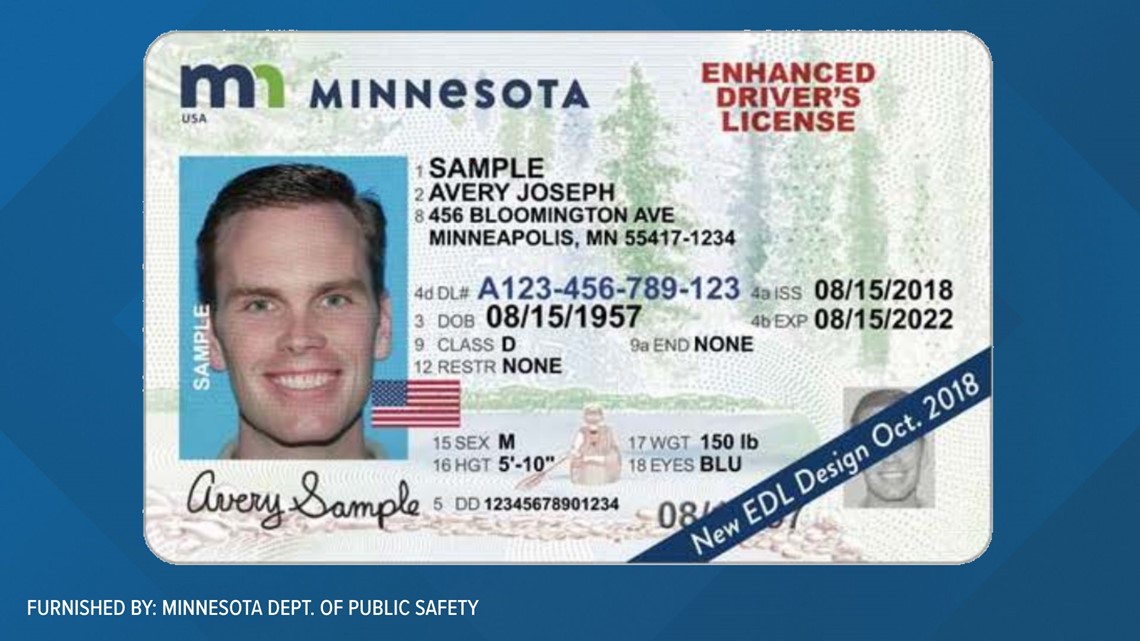 mn MINNESOTA
USA
ENHANCED
DRIVER'S
LICENSE
1 SAMPLE
2 AVERY JOSEPH
8 456 BLOOMINGTON AVE
MINNEAPOLIS, MN 55417-1234
4d DL# A123-456-789-123 4a ISS 08/15/2018
3 DOB 08/15/1957 4b EXP 08/15/2022
9 CLASS D 9a END NONE
12 RESTR NONE
SAMPLE
15 SEX M 17 WGT 150 lb
16 HGT 5'-10" 18 EYES BLU
5 DD 12345678901234
Avery Sample
New EDL Design Oct. 2018
FURNISHED BY: MINNESOTA DEPT. OF PUBLIC SAFETY